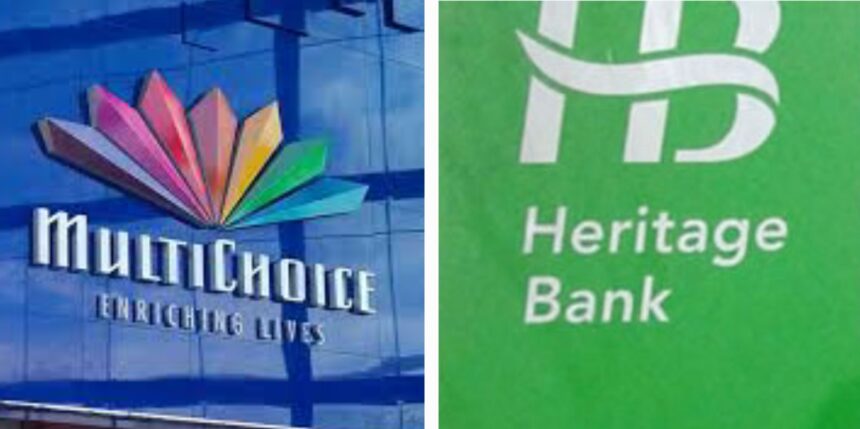 MULTICHOICE
ENRICHING LIVES
HB
Heritage
Bank